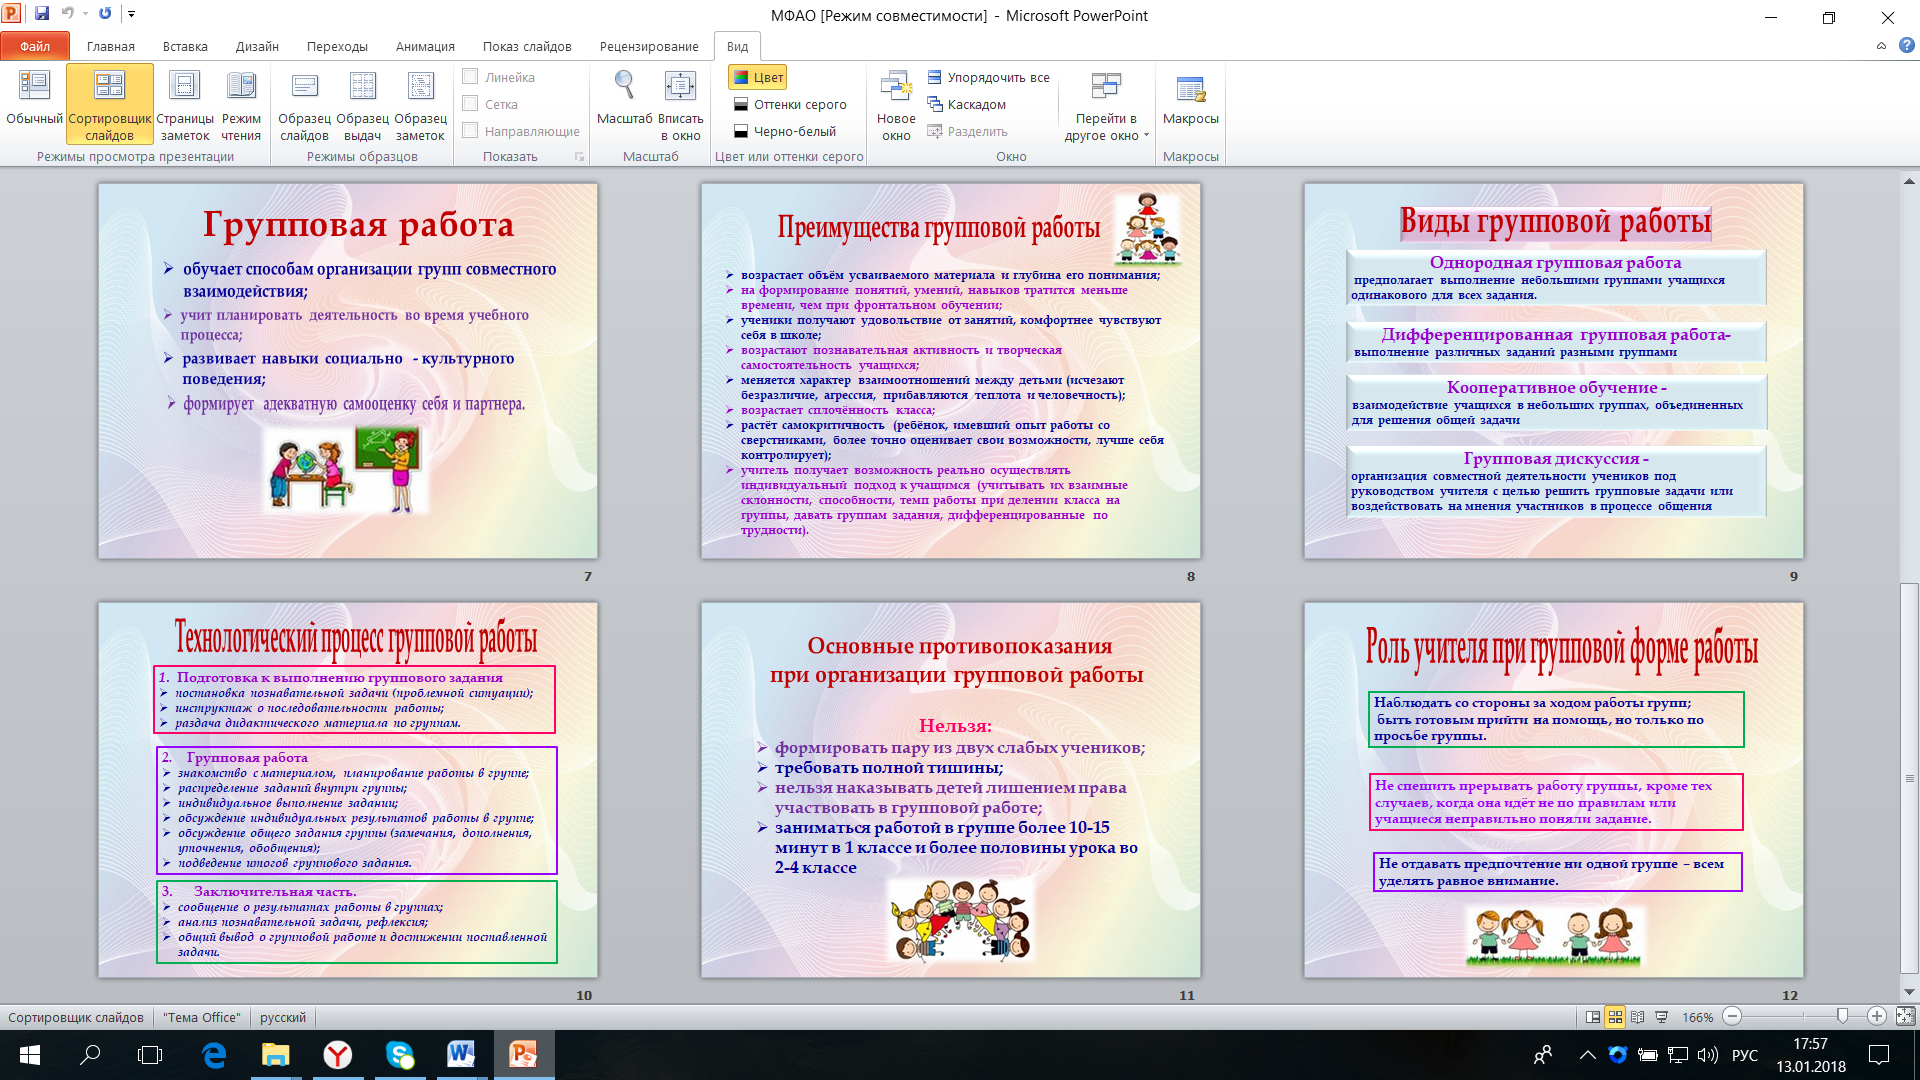 МФАО [Режим совместимости] - Microsoft PowerPoint
Файл Главная Вставка Дизайн Переходы Анимация Показ слайдов Рецензирование Вид
Обычный
Сортировщик слайдов
Страницы заметок
Режим чтения
Режимы просмотра презентации
Образец слайдов
Образец выдач
Образец заметок
Режимы образцов
Линейка
Сетка
Направляющие
Показать
Масштаб
Вписать в окно
Масштаб
Цвет
Оттенки серого
Черно-белый
Цвет или оттенки серого
Новое окно
Упорядочить все
Каскадом
Разделить
Перейти в другое окно
Окно
Макросы
Макросы
Групповая работа
обучает способам организации групп совместного
взаимодействия;
учит планировать деятельность во время учебного
процесса;
развивает навыки социально - культурного
поведения;
формирует адекватную самооценку себя и партнера.
7
Преимущества групповой работы
возрастает объём усваиваемого материала и глубина его понимания;
на формирование понятий, умений, навыков тратится меньше
времени, чем при фронтальном обучении;
ученики получают удовольствие от занятий, комфортнее чувствуют
себя в школе;
возрастают познавательная активность и творческая
самостоятельность учащихся;
меняется характер взаимоотношений между детьми (исчезают
безразличие, агрессия, прибавляются теплота и человечность);
возрастает сплочённость класса;
растёт самокритичность (ребёнок, имевший опыт работы со
сверстниками, более точно оценивает свои возможности, лучше себя
контролирует);
учитель получает возможность реально осуществлять
индивидуальный подход к учащимся (учитывать их взаимные
склонности, способности, темп работы при делении класса на
группы, давать группам задания, дифференцированные по
трудности).
8
Виды групповой работы
Однородная групповая работа
предполагает выполнение небольшими группами учащихся
одинакового для всех задания.
Дифференцированная групповая работа-
выполнение различных заданий разными группами
Кооперативное обучение -
взаимодействие учащихся в небольших группах, объединенных
для решения общей задачи
Групповая дискуссия -
организация совместной деятельности учеников под
руководством учителя с целью решить групповые задачи или
воздействовать на мнения участников в процессе общения
9
Технологический процесс групповой работы
1. Подготовка к выполнению группового задания
постановка познавательной задачи (проблемной ситуации);
инструктаж о последовательности работы;
раздача дидактического материала по группам.
2. Групповая работа
знакомство с материалом, планирование работы в группе;
распределение заданий внутри группы;
индивидуальное выполнение задании;
обсуждение индивидуальных результатов работы в группе;
обсуждение общего задания группы (замечания, дополнения,
уточнения, обобщения);
подведение итогов группового задания.
3. Заключительная часть.
сообщение о результатах работы в группах;
анализ познавательной задачи, рефлексия;
общий вывод о групповой работе и достижении поставленной
задачи.
10
Основные противопоказания
при организации групповой работы
Нельзя:
формировать пару из двух слабых учеников;
требовать полной тишины;
нельзя наказывать детей лишением права
участвовать в групповой работе;
заниматься работой в группе более 10-15
минут в 1 классе и более половины урока во
2-4 классе
11
Роль учителя при групповой форме работы
Наблюдать со стороны за ходом работы групп;
быть готовым прийти на помощь, но только по
просьбе группы.
Не спешить прерывать работу группы, кроме тех
случаев, когда она идёт не по правилам или
учащиеся неправильно поняли задание.
Не отдавать предпочтение ни одной группе – всем
уделять равное внимание.
12
Сортировщик слайдов "Тема Office" русский 166%
РУС
17:57
13.01.2018